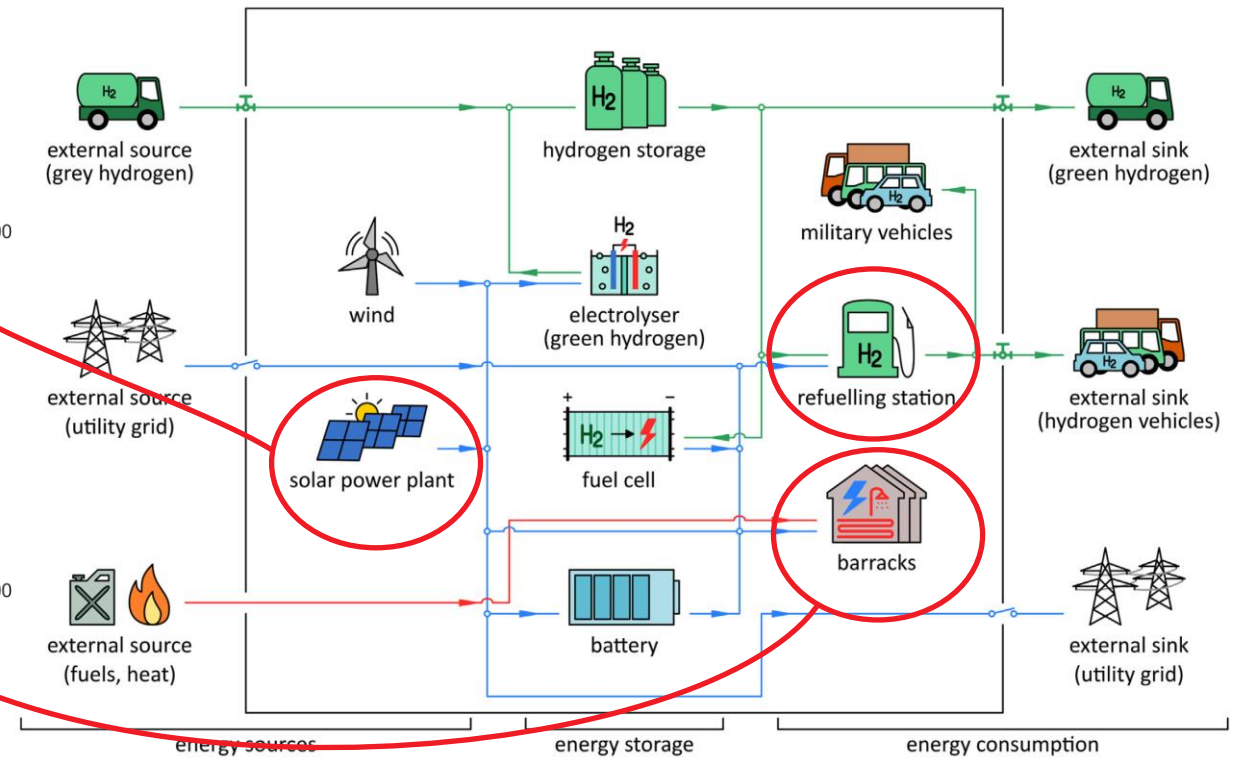 H₂
H₂
H₂
external source
(grey hydrogen)
hydrogen storage
external sink
(green hydrogen)
H₂
military vehicles
00
H₂
wind
electrolyser
(green hydrogen)
H₂
H₂
external source
(utility grid)
refuelling station
external sink
(hydrogen vehicles)
+ −
H₂
solar power plant
fuel cell
barracks
00
external source
(fuels, heat)
battery
external sink
(utility grid)
energy sources
energy storage
energy consumption